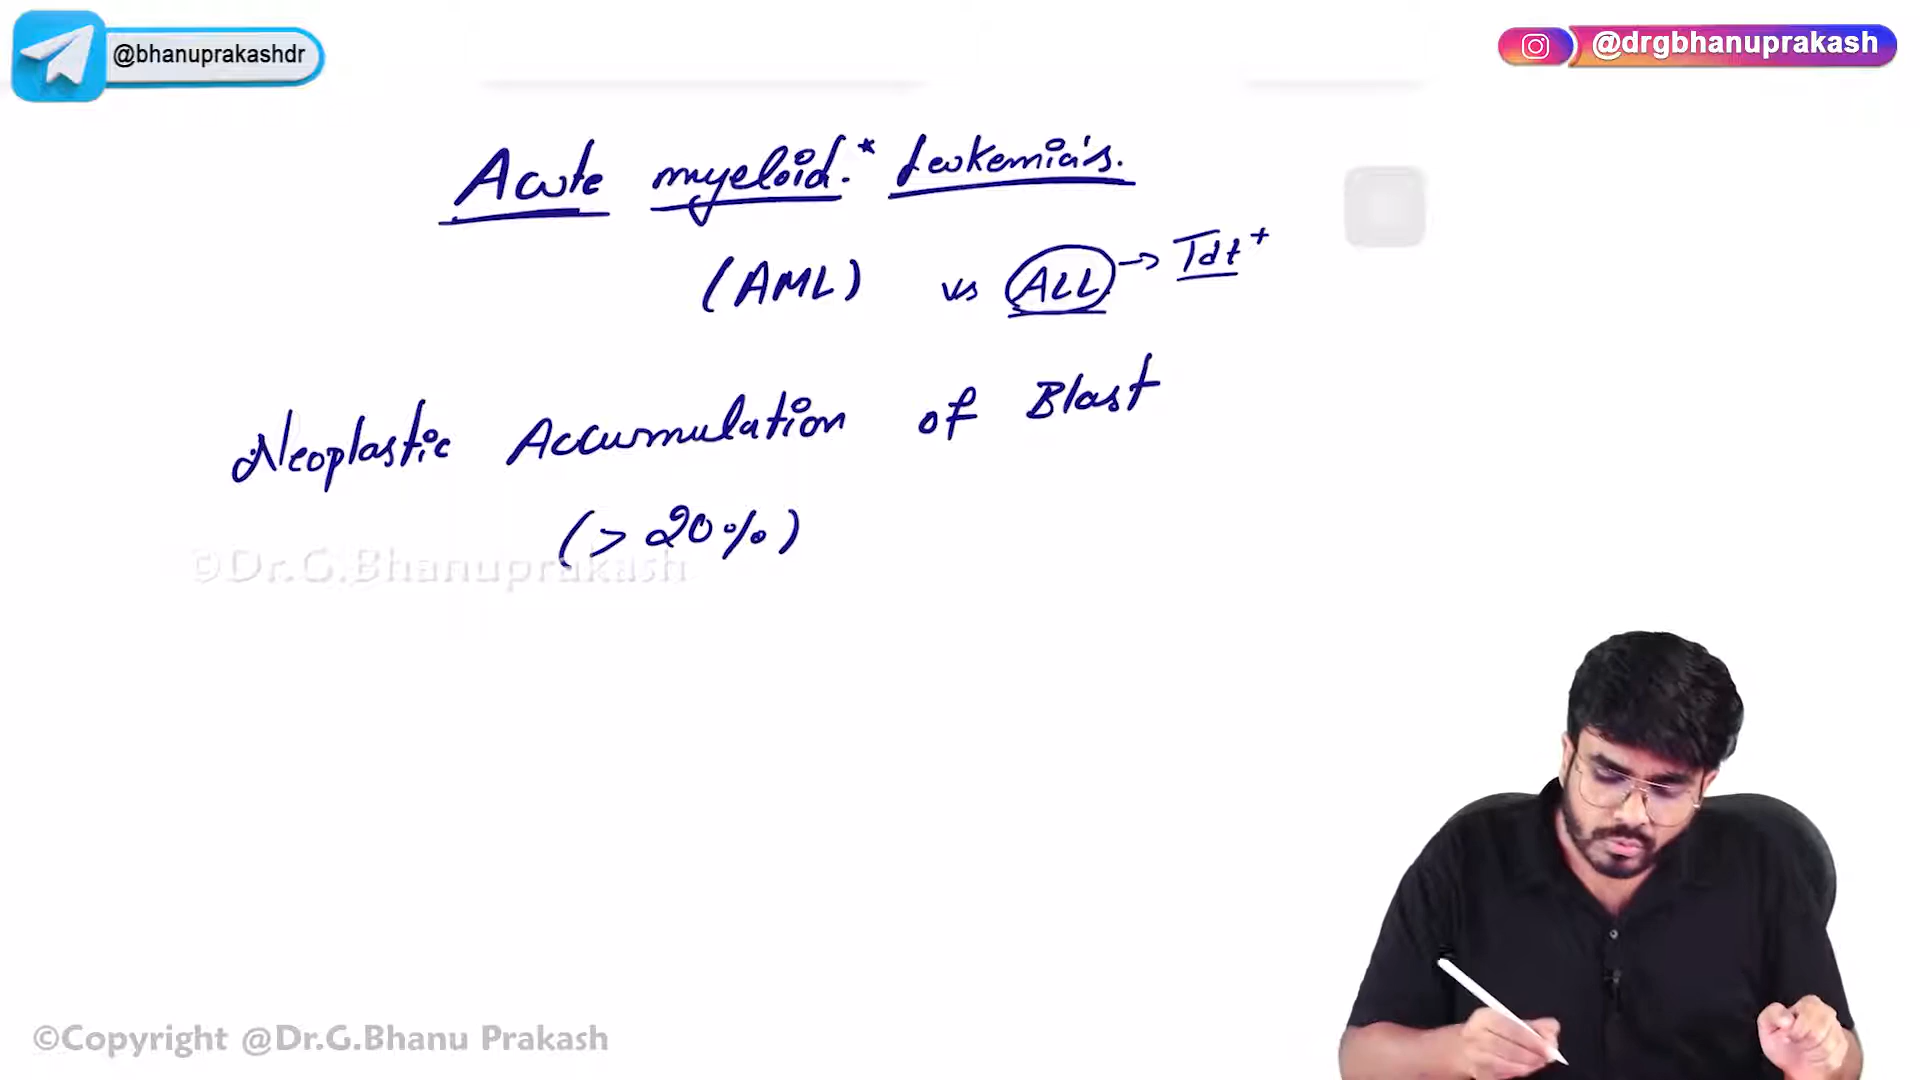 @bhanuprakashdr
@drgbhanuprakash
Acute myeloid.* Leukemia's.
(AML) vs ALL → Tdt+
Neoplastic Accumulation of Blast
(> 20%)
©Dr.G.Bhanuprakash
©Copyright @Dr.G.Bhanu Prakash